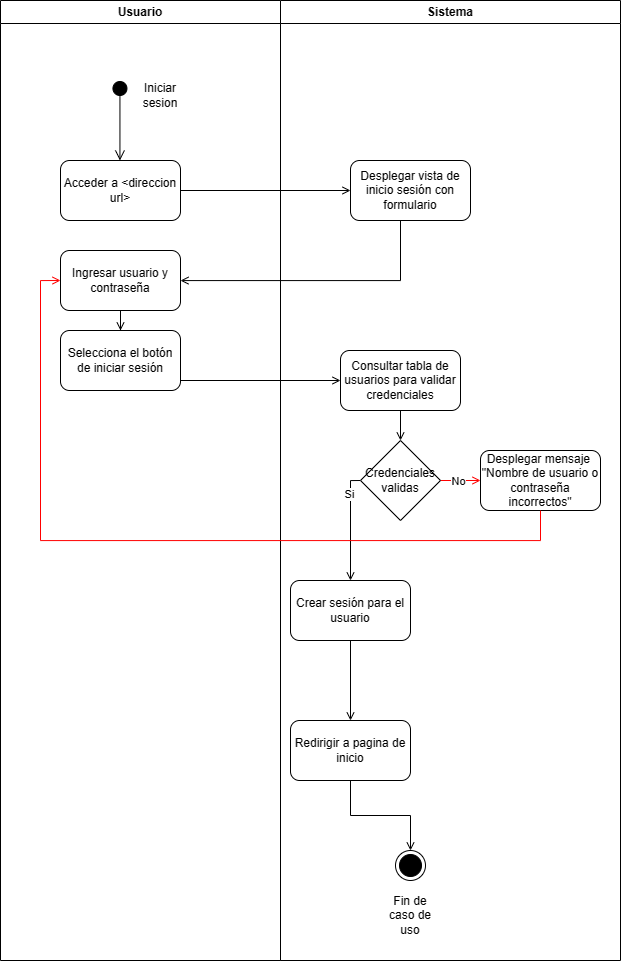 Usuario
Sistema
Iniciar
sesion
Acceder a <direccion
url>
Desplegar vista de
inicio sesión con
formulario
Ingresar usuario y
contraseña
Selecciona el botón
de iniciar sesión
Consultar tabla de
usuarios para validar
credenciales
Credenciales
validas
Si
No
Desplegar mensaje
"Nombre de usuario o
contraseña
incorrectos"
Crear sesión para el
usuario
Redirigir a pagina de
inicio
Fin de
caso de
uso